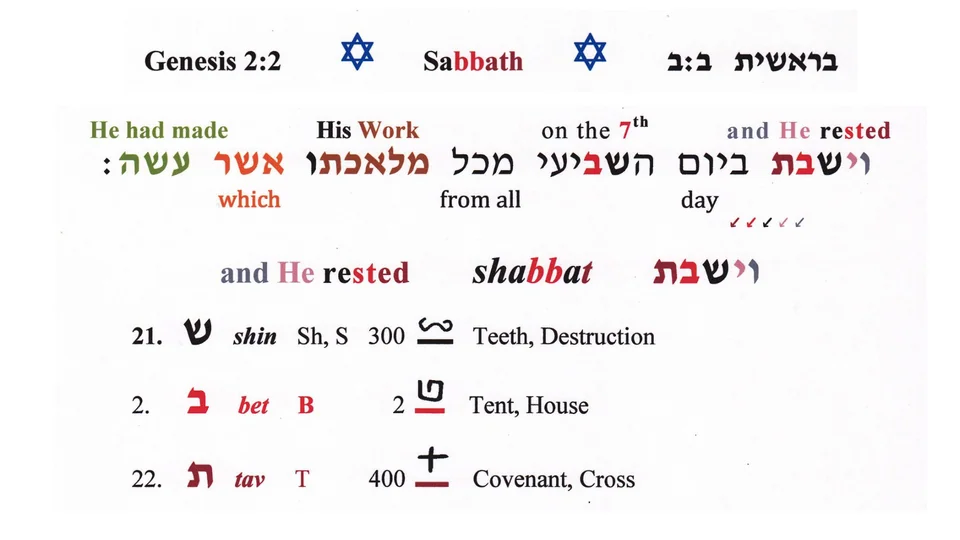 Genesis 2:2 Sabbath בראשית ב:ב
He had made His Work on the 7th and He rested
וישבת ביום השביעי מכל מלאכתו אשר עשה:
which from all day
and He rested shabbat וישבת
21. ש shin Sh, S 300 Teeth, Destruction
2. ב bet B 2 Tent, House
22. ת tav T 400 Covenant, Cross